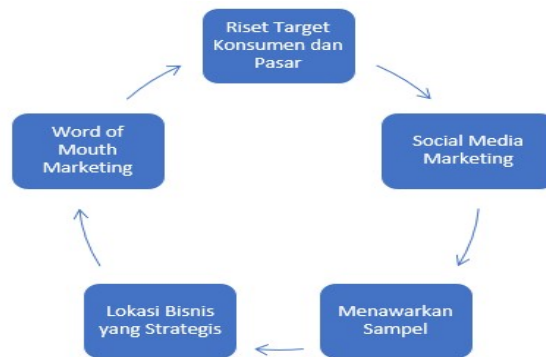 Riset Target
Konsumen dan
Pasar
Social Media
Marketing
Menawarkan
Sampel
Lokasi Bisnis
yang Strategis
Word of
Mouth
Marketing